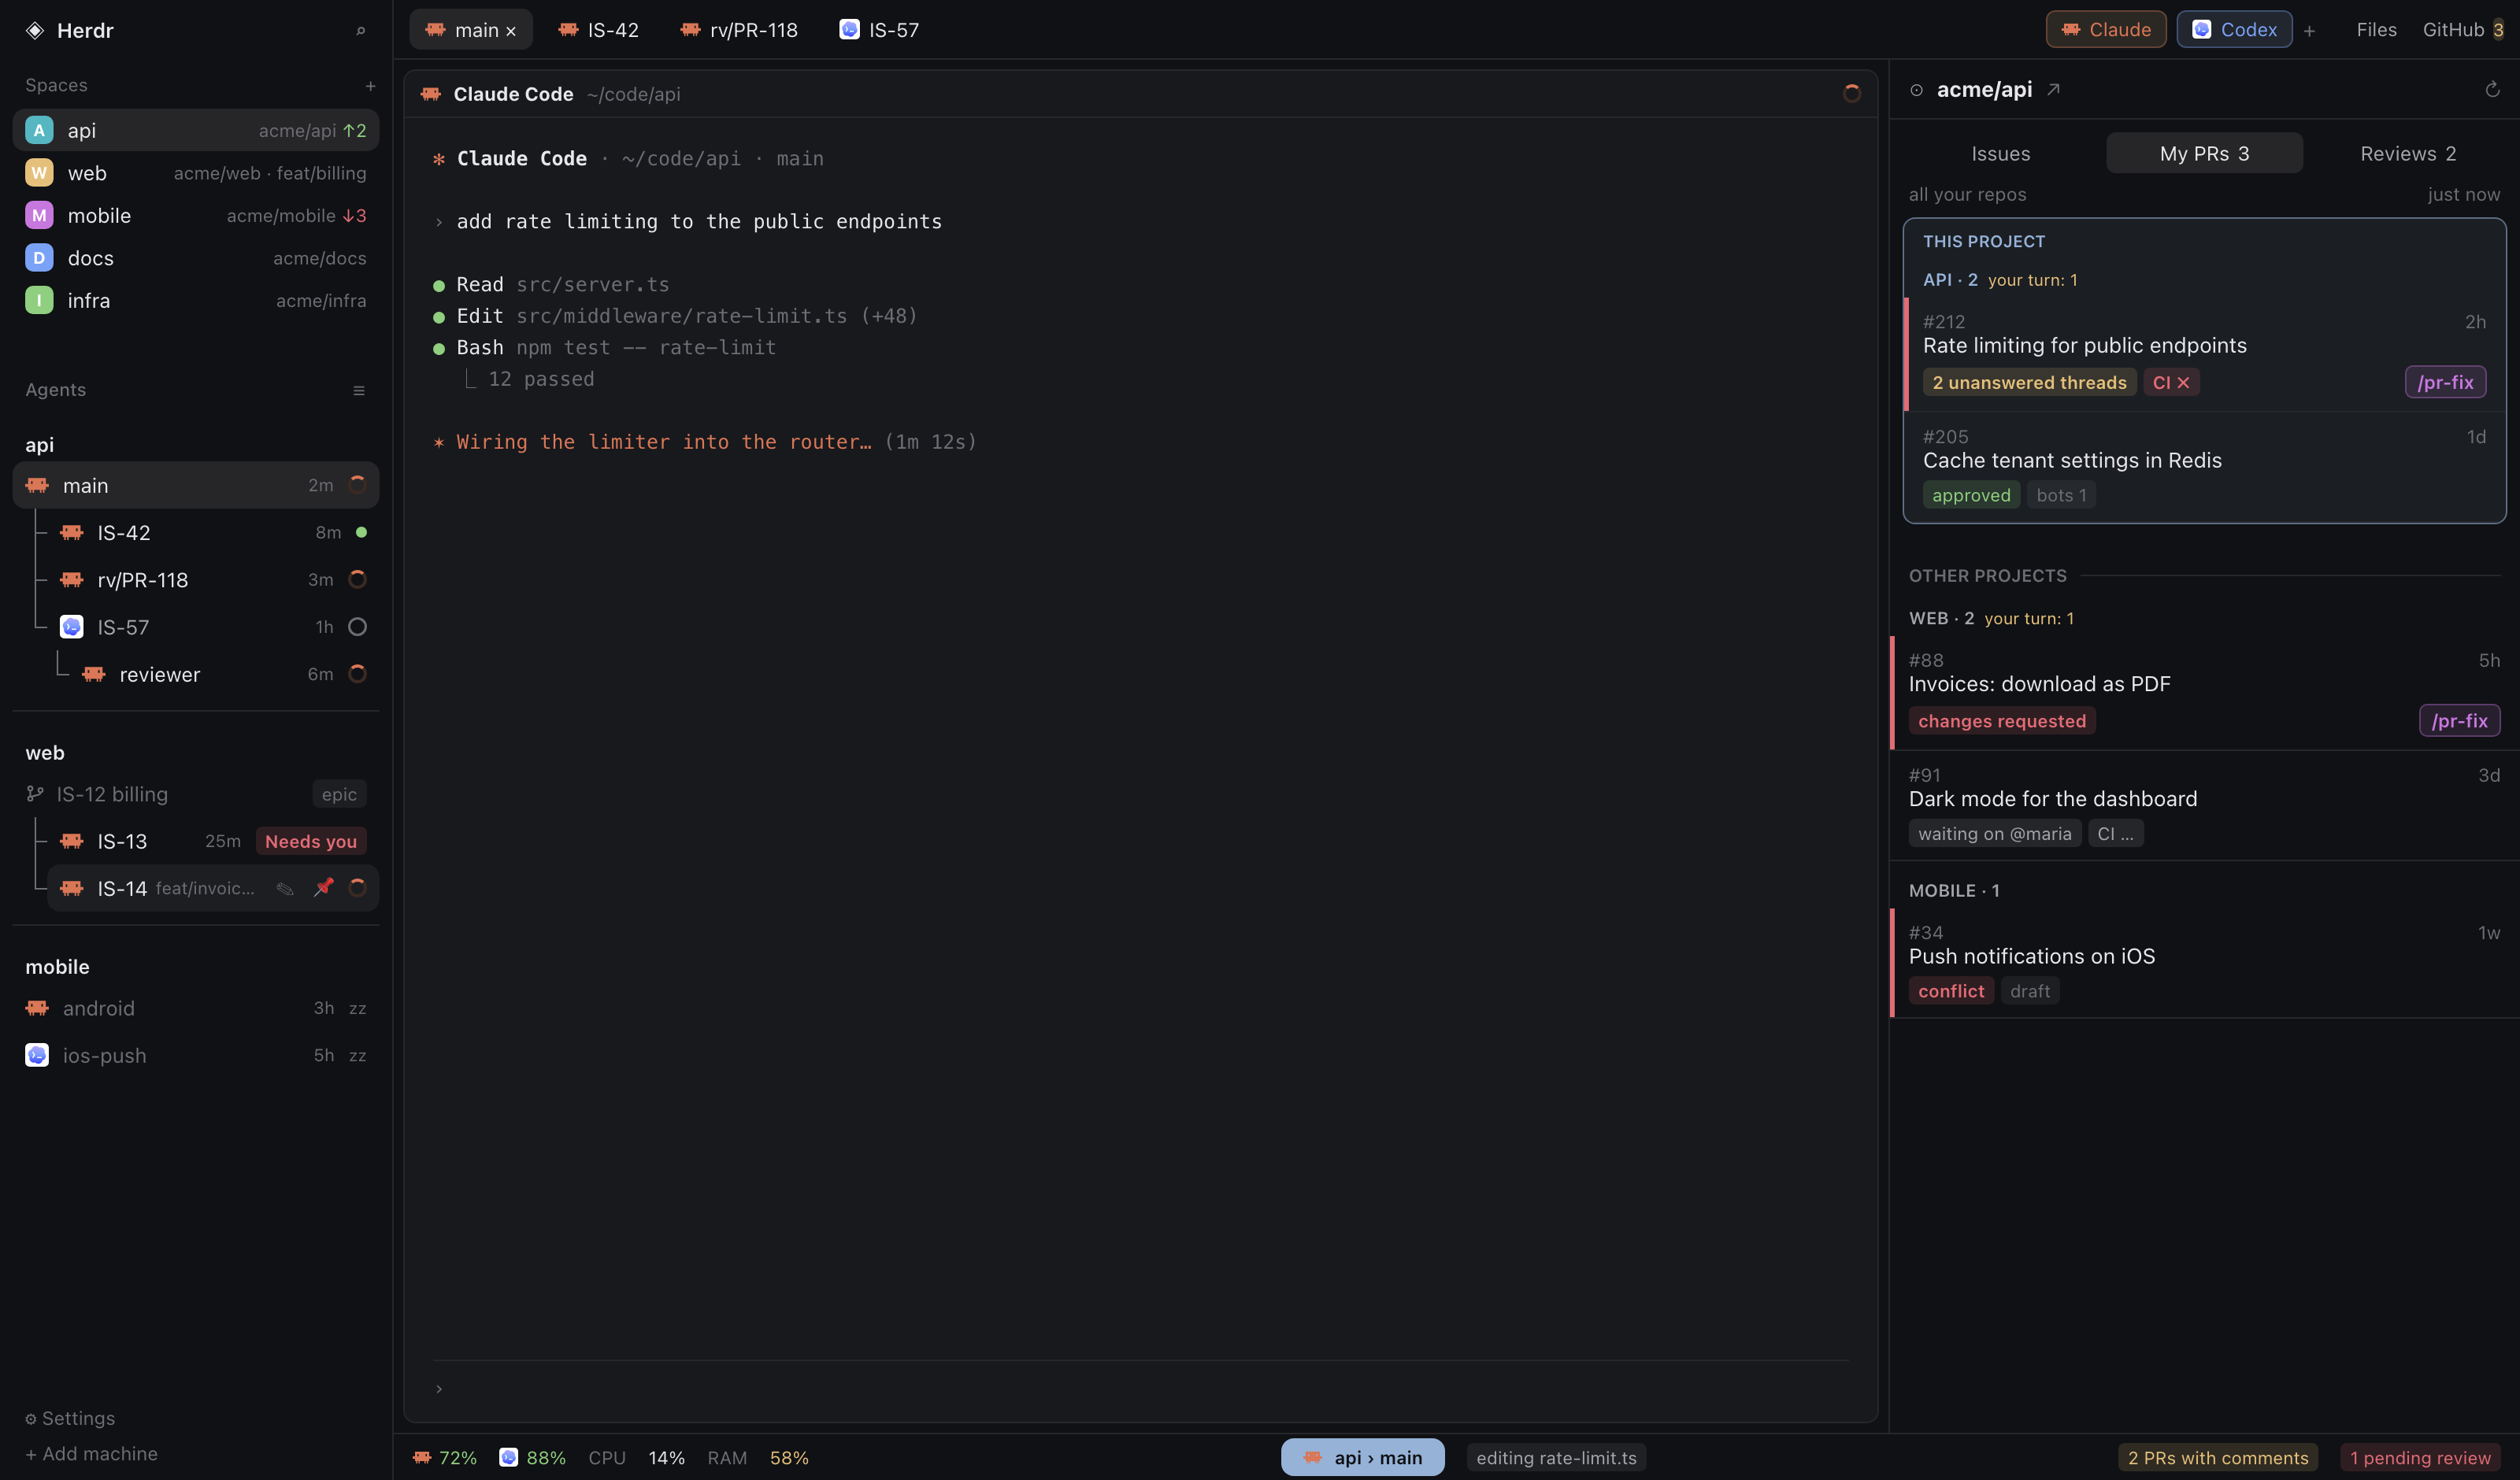 Herdr
Spaces +
A api acme/api ↑2
W web acme/web · feat/billing
M mobile acme/mobile ↓3
D docs acme/docs
I infra acme/infra
Agents
api
main 2m
IS-42 8m
rv/PR-118 3m
IS-57 1h
reviewer 6m
web
IS-12 billing epic
IS-13 25m Needs you
IS-14 feat/invoic...
mobile
android 3h zz
ios-push 5h zz
Settings
+ Add machine
main × IS-42 rv/PR-118 IS-57
Claude Codex + Files GitHub 3
Claude Code ~/code/api
* Claude Code · ~/code/api · main
› add rate limiting to the public endpoints
Read src/server.ts
Edit src/middleware/rate-limit.ts (+48)
Bash npm test -- rate-limit
12 passed
Wiring the limiter into the router… (1m 12s)
›
acme/api ↗
Issues My PRs 3 Reviews 2
all your repos just now
THIS PROJECT
API · 2 your turn: 1
#212 2h
Rate limiting for public endpoints
2 unanswered threads CI ✕ /pr-fix
#205 1d
Cache tenant settings in Redis
approved bots 1
OTHER PROJECTS
WEB · 2 your turn: 1
#88 5h
Invoices: download as PDF
changes requested /pr-fix
#91 3d
Dark mode for the dashboard
waiting on @maria CI ...
MOBILE · 1
#34 1w
Push notifications on iOS
conflict draft
72% 88% CPU 14% RAM 58%
api › main editing rate-limit.ts
2 PRs with comments 1 pending review